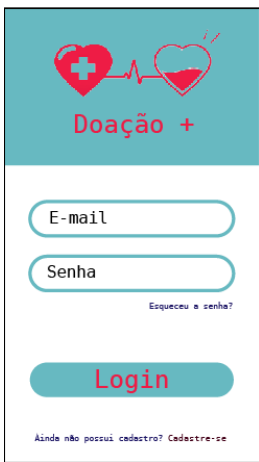 Doação +
E-mail
Senha
Esqueceu a senha?
Login
Ainda não possui cadastro? Cadastre-se